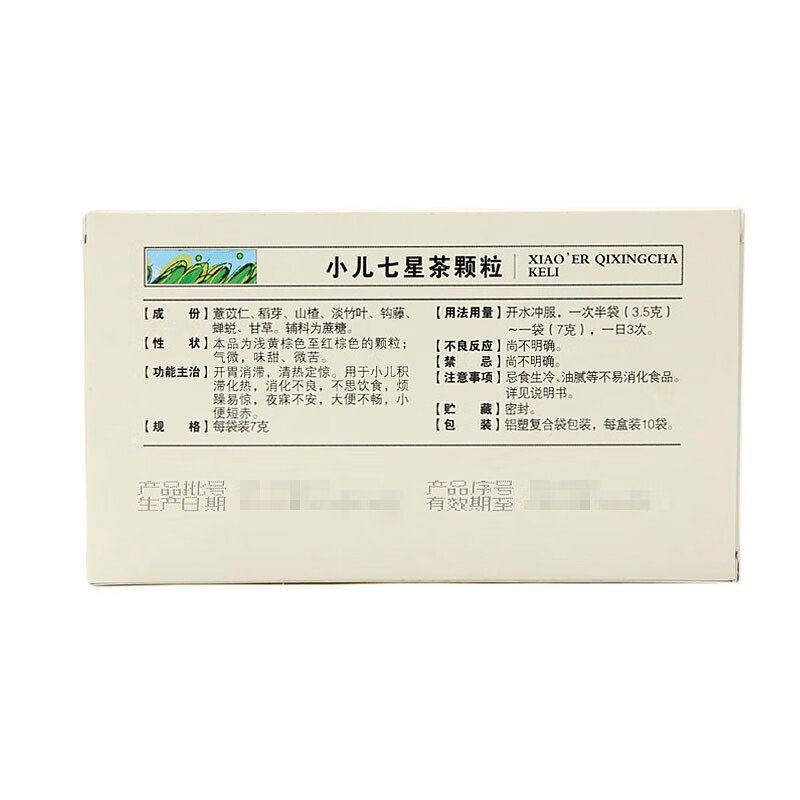 小儿七星茶颗粒
XIAO'ER QIXINGCHA
KELI
【成 份】薏苡仁、稻芽、山楂、淡竹叶、钩藤、
蝉蜕、甘草。辅料为蔗糖。
【性 状】本品为浅黄棕色至红棕色的颗粒;
气微,味甜、微苦。
【功能主治】开胃消滞,清热定惊。用于小儿积
滞化热,消化不良,不思饮食,烦
躁易惊,夜寐不安,大便不畅,小
便短赤。
【规 格】每袋装7克
【用法用量】开水冲服,一次半袋(3.5克)
~一袋(7克),一日3次。
【不良反应】尚不明确。
【禁 忌】尚不明确。
【注意事项】忌食生冷、油腻等不易消化食品。
详见说明书。
【贮 藏】密封。
【包 装】铝塑复合袋包装,每盒装10袋。
产品批号
生产日期
产品序号
有效期至